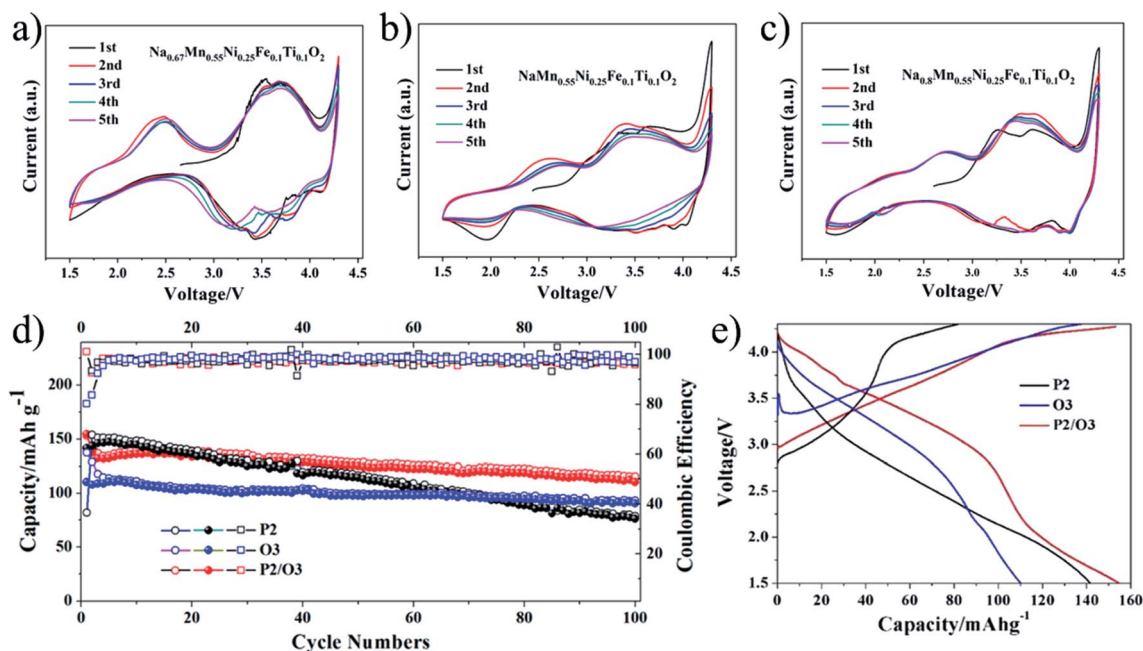 a)
Na0.67Mn0.55Ni0.25Fe0.1Ti0.1O2
1st
2nd
3rd
4th
5th
Current (a.u.)
1.5 2.0 2.5 3.0 3.5 4.0 4.5
Voltage/V
b)
NaMn0.55Ni0.25Fe0.1Ti0.1O2
1st
2nd
3rd
4th
5th
Current (a.u.)
1.5 2.0 2.5 3.0 3.5 4.0 4.5
Voltage/V
c)
Na0.8Mn0.55Ni0.25Fe0.1Ti0.1O2
1st
2nd
3rd
4th
5th
Current (a.u.)
1.5 2.0 2.5 3.0 3.5 4.0 4.5
Voltage/V
d)
0 20 40 60 80 100
Capacity/mAh g-1
200
150
100
75
50
25
0
100
80
60
40
20
Coulombic Efficiency
P2
O3
P2/O3
0 20 40 60 80 100
Cycle Numbers
e)
Voltage/V
4.0
3.5
3.0
2.5
1.5
P2
O3
P2/O3
0 20 40 60 80 100 120 140 160
Capacity/mAhg-1